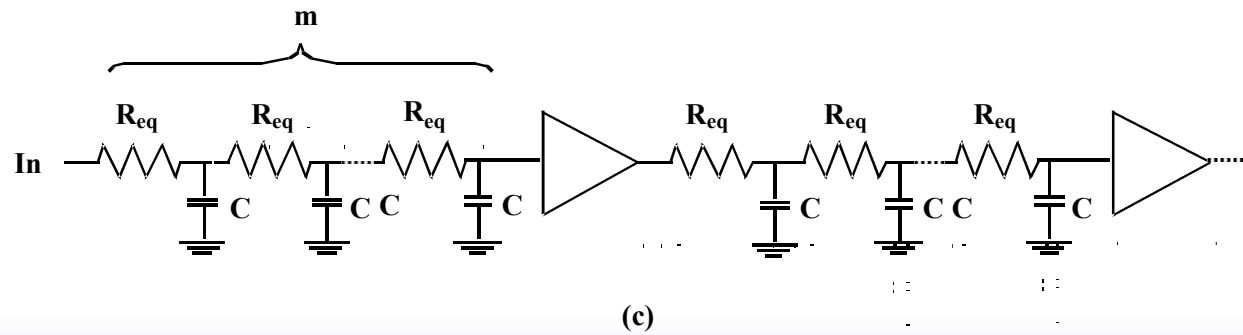 m
R_eq R_eq R_eq R_eq R_eq R_eq
In
C C C C C C C C
(c)